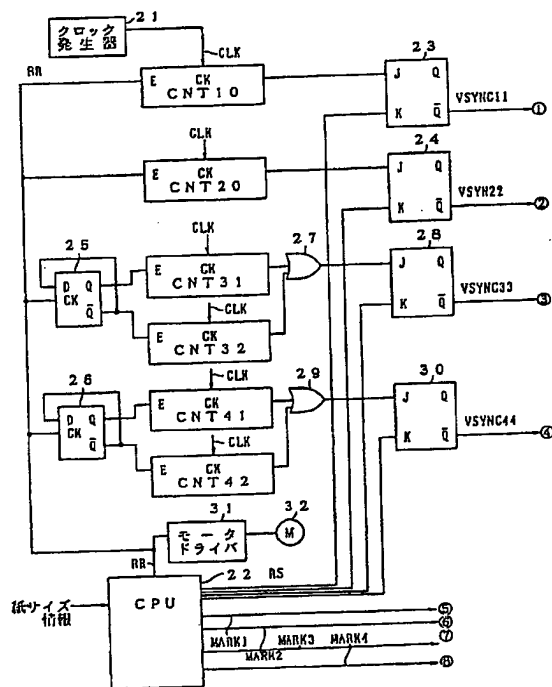 21
クロック
発生器
CLK
RR
E CK
CNT10
23
J Q
K Q̄
VSYNC11
①
CLK
E CK
CNT20
24
J Q
K Q̄
VSYN22
②
25
D Q
CK
Q̄
CLK
E CK
CNT31
27
CLK
E CK
CNT32
28
J Q
K Q̄
VSYNC33
③
26
D Q
CK
Q̄
CLK
E CK
CNT41
29
CLK
E CK
CNT42
30
J Q
K Q̄
VSYNC44
④
31
モータ
ドライバ
32
M
RR
22
RS
紙サイズ
情報
CPU
⑤
⑥
MARK1
MARK2
MARK3
MARK4
⑦
⑧